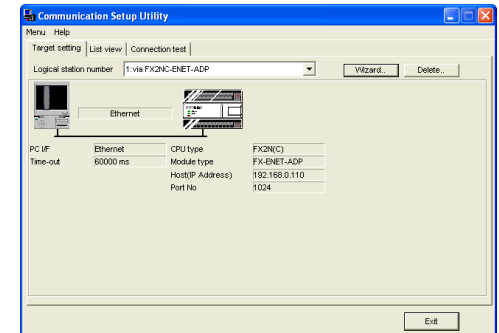 Communication Setup Utility
Menu Help
Target setting List view Connection test
Logical station number 1:via FX2NC-ENET-ADP Wizard.. Delete..
Ethernet
PC I/F Ethernet CPU type FX2N(C)
Time-out 60000 ms Module type FX-ENET-ADP
Host(IP Address) 192.168.0.110
Port No 1024
Exit